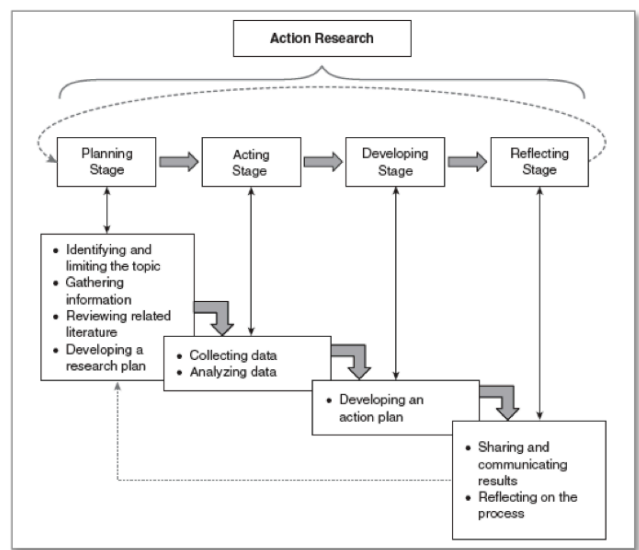 Action Research
Planning
Stage
Acting
Stage
Developing
Stage
Reflecting
Stage
• Identifying and
limiting the topic
• Gathering
information
• Reviewing related
literature
• Developing a
research plan
• Collecting data
• Analyzing data
• Developing an
action plan
• Sharing and
communicating
results
• Reflecting on the
process